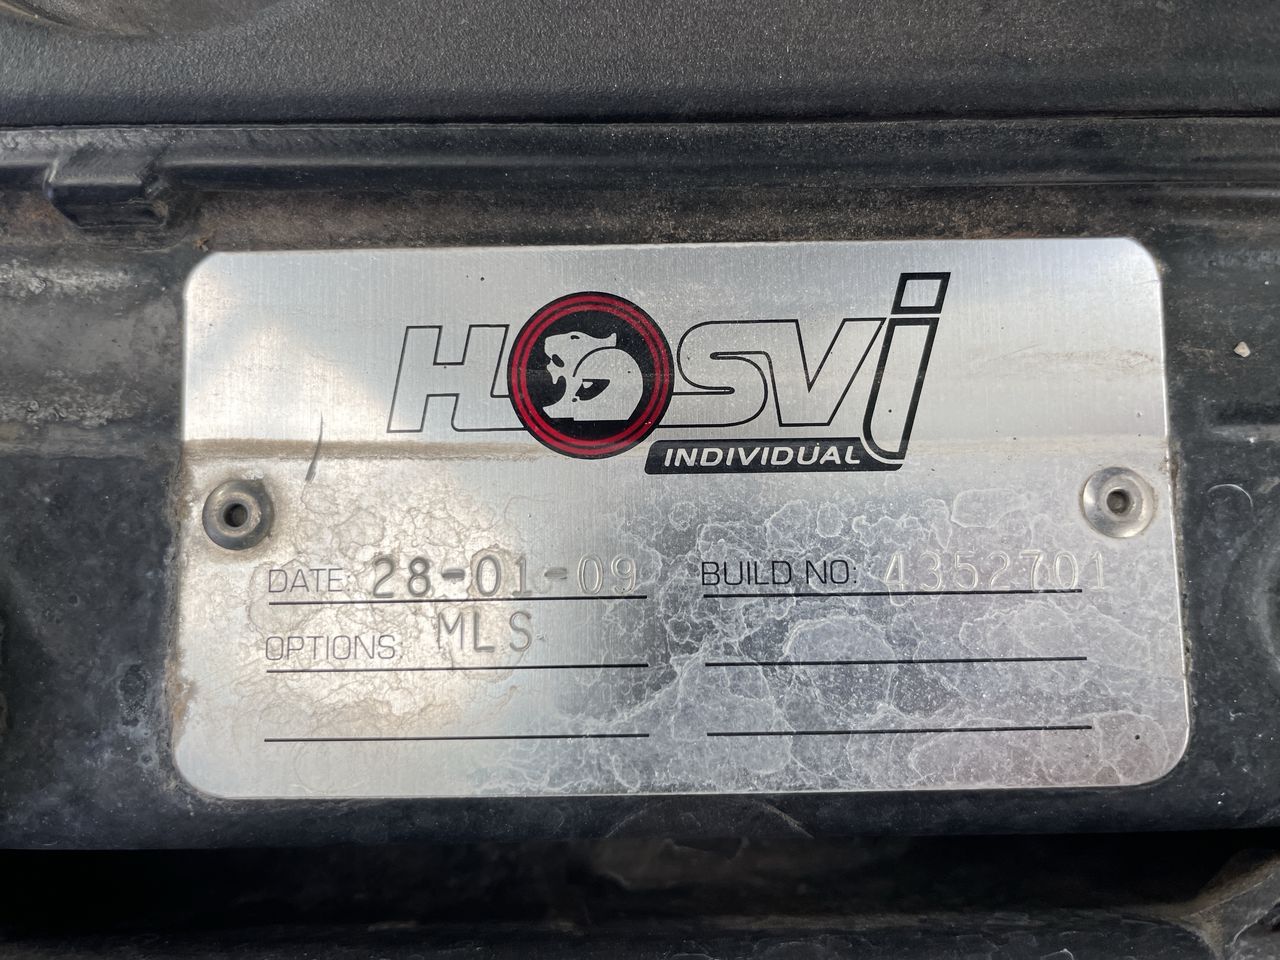 HSVi
INDIVIDUAL
DATE: 28-01-09
BUILD NO: 4352701
OPTIONS: MLS